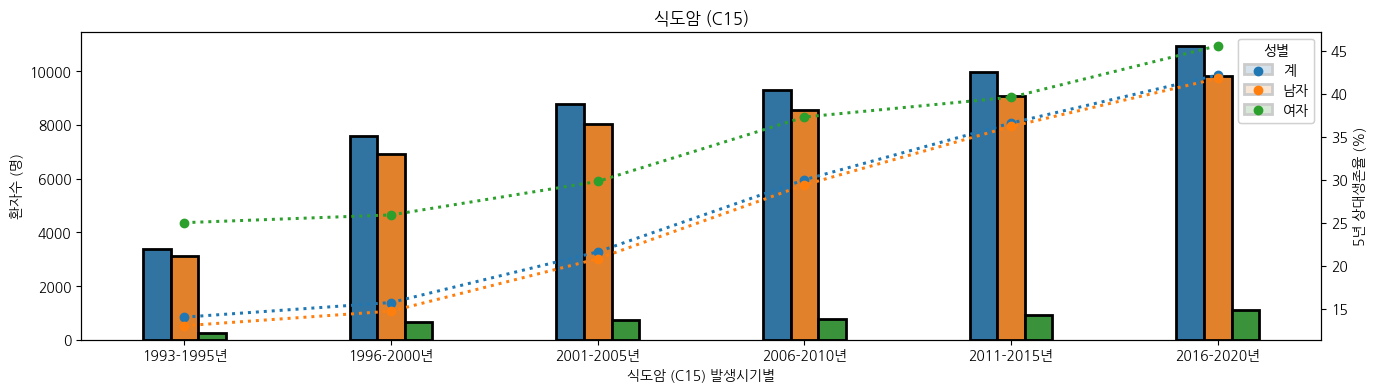 식도암 (C15)
환자수 (명)
10000
8000
6000
4000
2000
0
성별
계
남자
여자
45
40
35
30
25
20
15
5년 상대생존율 (%)
1993-1995년
1996-2000년
2001-2005년
2006-2010년
2011-2015년
2016-2020년
식도암 (C15) 발생시기별